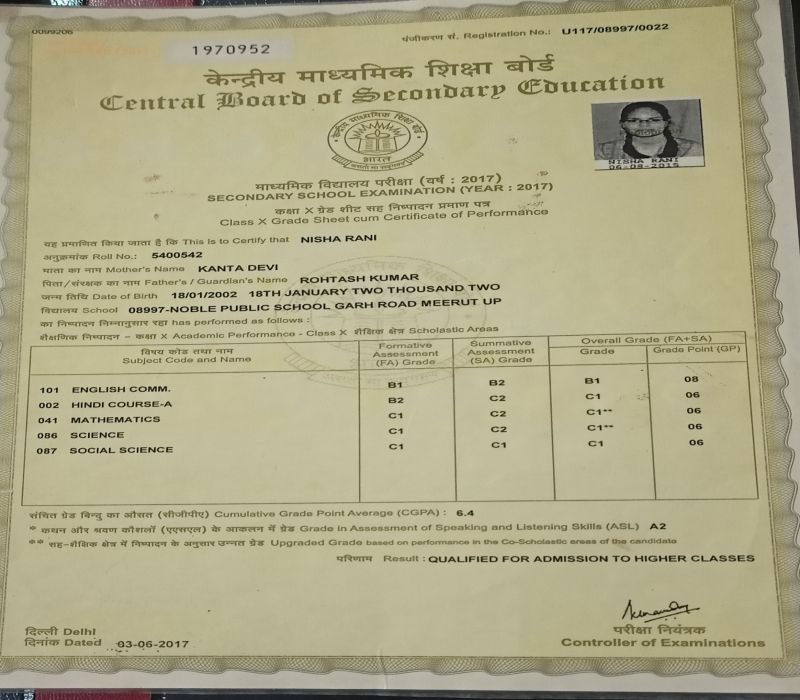 0099206
1970952
पंजीकरण सं. Registration No.: U117/08997/0022
केन्द्रीय माध्यमिक शिक्षा बोर्ड
Central Board of Secondary Education
केन्द्रीय माध्यमिक शिक्षा बोर्ड
भारत
NISHA RANI
06-09-2015
माध्यमिक विद्यालय परीक्षा (वर्ष : 2017)
SECONDARY SCHOOL EXAMINATION (YEAR : 2017)
कक्षा X ग्रेड शीट सह निष्पादन प्रमाण पत्र
Class X Grade Sheet cum Certificate of Performance
यह प्रमाणित किया जाता है कि This is to Certify that NISHA RANI
अनुक्रमांक Roll No.: 5400542
माता का नाम Mother's Name KANTA DEVI
पिता/संरक्षक का नाम Father's / Guardian's Name ROHTASH KUMAR
जन्म तिथि Date of Birth 18/01/2002 18TH JANUARY TWO THOUSAND TWO
विद्यालय School 08997-NOBLE PUBLIC SCHOOL GARH ROAD MEERUT UP
का निष्पादन निम्नानुसार रहा has performed as follows :
शैक्षणिक निष्पादन – कक्षा X Academic Performance - Class X शैक्षिक क्षेत्र Scholastic Areas
विषय कोड तथा नाम Subject Code and Name
Formative Assessment (FA) Grade
Summative Assessment (SA) Grade
Overall Grade (FA+SA)
Grade
Grade Point (GP)
101 ENGLISH COMM. B1 B2 B1 08
002 HINDI COURSE-A B2 C2 C1 06
041 MATHEMATICS C1 C2 C1** 06
086 SCIENCE C1 C2 C1** 06
087 SOCIAL SCIENCE C1 C1 C1 06
संचित ग्रेड बिन्दु का औसत (सीजीपीए) Cumulative Grade Point Average (CGPA) : 6.4
* कथन और श्रवण कौशलों (एएसएल) के आकलन में ग्रेड Grade in Assessment of Speaking and Listening Skills (ASL) A2
** सह-शैक्षिक क्षेत्र में निष्पादन के अनुसार उन्नत ग्रेड Upgraded Grade based on performance in the Co-Scholastic areas of the candidate
परिणाम Result : QUALIFIED FOR ADMISSION TO HIGHER CLASSES
दिल्ली Delhi
दिनांक Dated 03-06-2017
परीक्षा नियंत्रक
Controller of Examinations